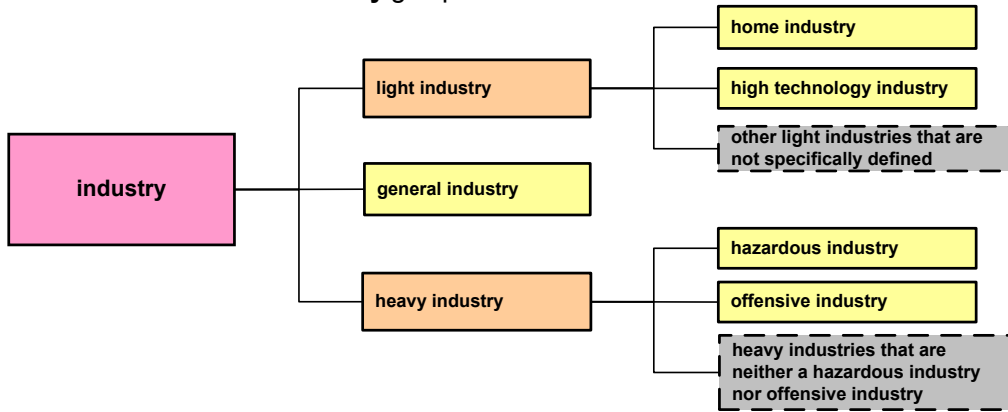 home industry
light industry
high technology industry
other light industries that are
not specifically defined
industry
general industry
hazardous industry
heavy industry
offensive industry
heavy industries that are
neither a hazardous industry
nor offensive industry